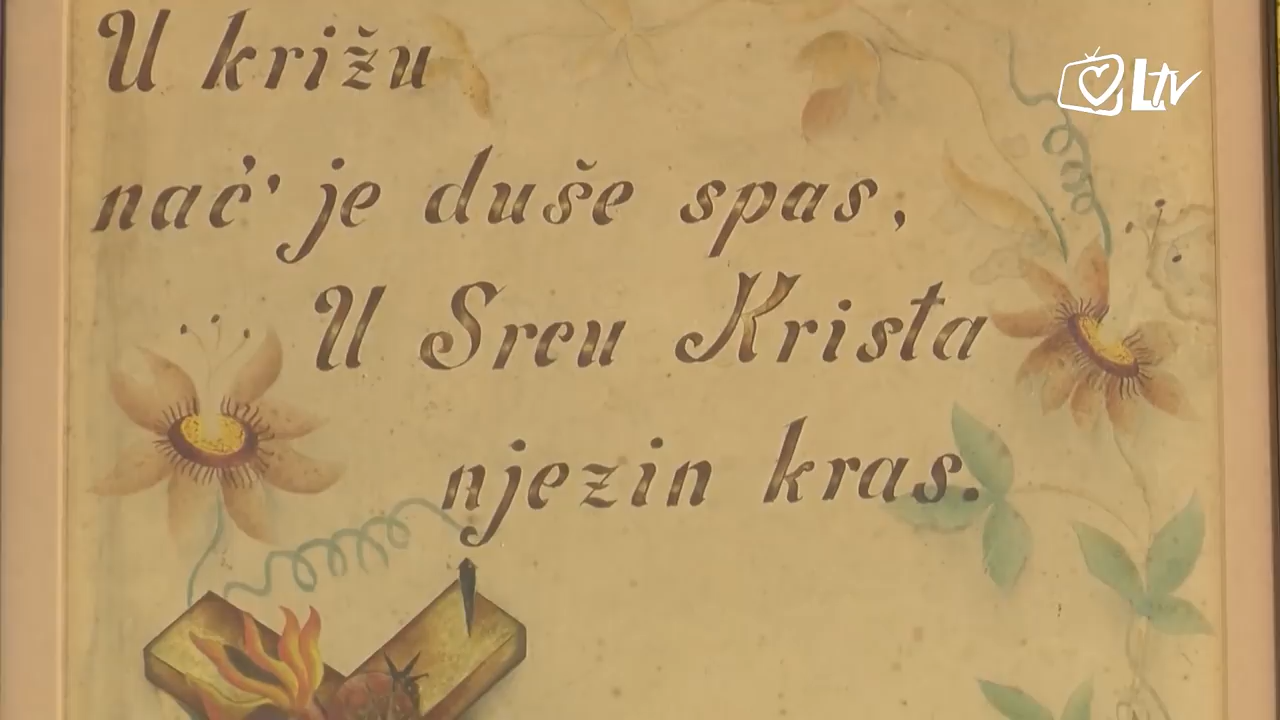 U križu
nać' je duše spas,
U Srcu Krista
njezin kras.
LTV